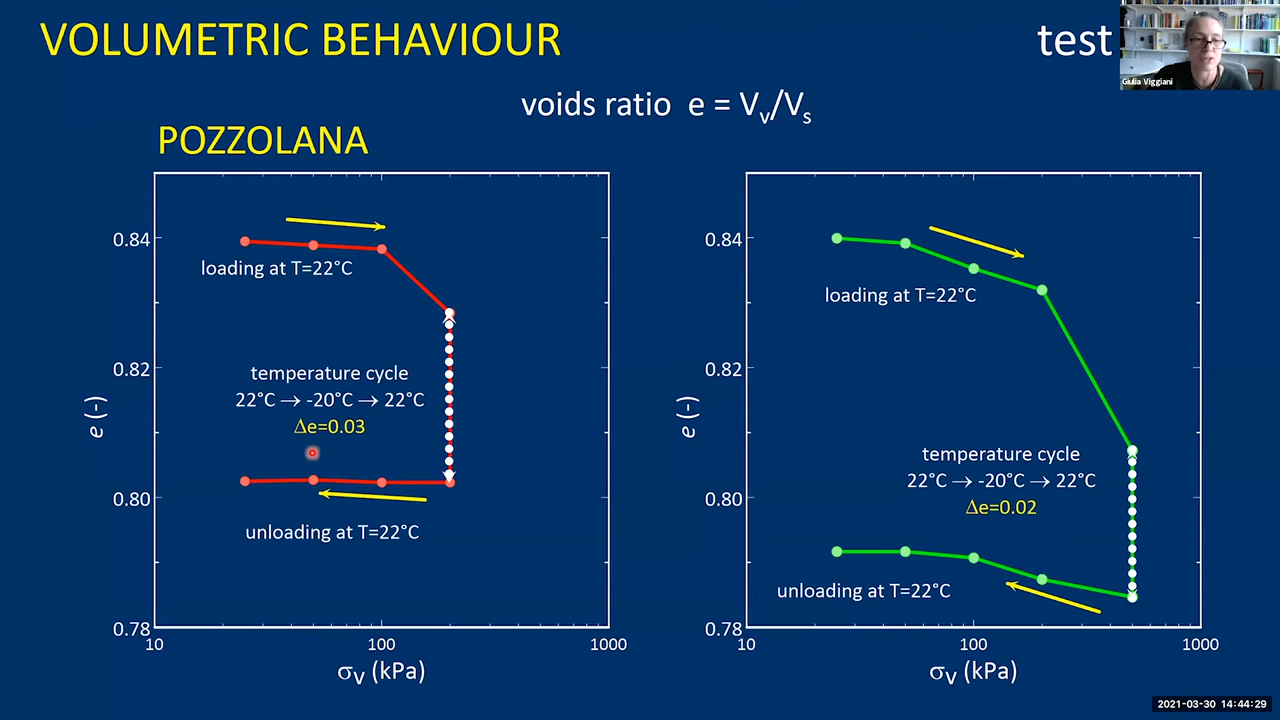 VOLUMETRIC BEHAVIOUR
test
Giulia Viggiani
voids ratio e = Vv/Vs
POZZOLANA
0.84
0.82
0.80
0.78
e (-)
loading at T=22°C
temperature cycle
22°C → -20°C → 22°C
Δe=0.03
unloading at T=22°C
10
100
1000
σv (kPa)
0.84
0.82
0.80
0.78
e (-)
loading at T=22°C
temperature cycle
22°C → -20°C → 22°C
Δe=0.02
unloading at T=22°C
10
100
1000
σv (kPa)
2021-03-30 14:44:29